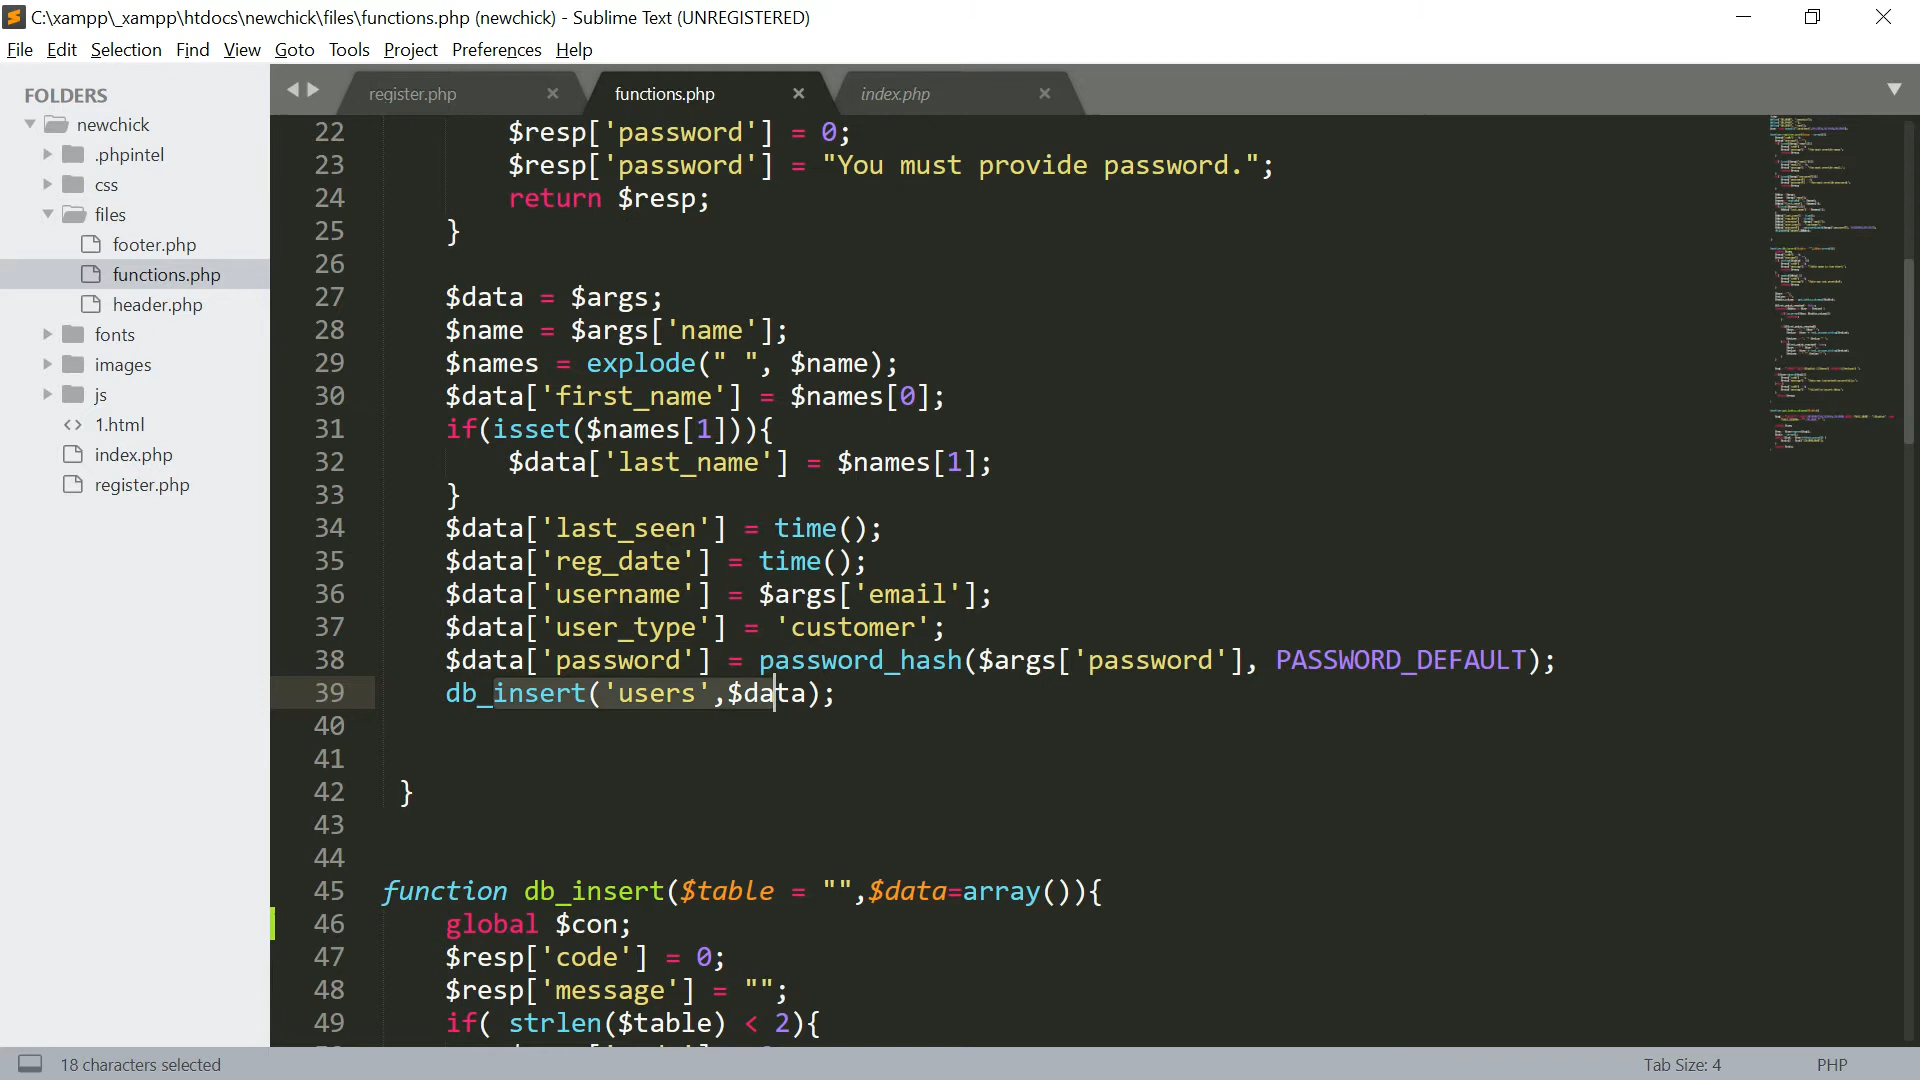 C:\xampp\_xampp\htdocs\newchick\files\functions.php (newchick) - Sublime Text (UNREGISTERED)
File Edit Selection Find View Goto Tools Project Preferences Help
FOLDERS
newchick
.phpintel
css
files
footer.php
functions.php
header.php
fonts
images
js
1.html
index.php
register.php
register.php functions.php index.php
22 $resp['password'] = 0;
23 $resp['password'] = "You must provide password.";
24 return $resp;
25 }
26
27 $data = $args;
28 $name = $args['name'];
29 $names = explode(" ", $name);
30 $data['first_name'] = $names[0];
31 if(isset($names[1])){
32 $data['last_name'] = $names[1];
33 }
34 $data['last_seen'] = time();
35 $data['reg_date'] = time();
36 $data['username'] = $args['email'];
37 $data['user_type'] = 'customer';
38 $data['password'] = password_hash($args['password'], PASSWORD_DEFAULT);
39 db_insert('users',$data);
40
41
42 }
43
44
45 function db_insert($table = "",$data=array()){
46 global $con;
47 $resp['code'] = 0;
48 $resp['message'] = "";
49 if( strlen($table) < 2){
18 characters selected
Tab Size: 4
PHP